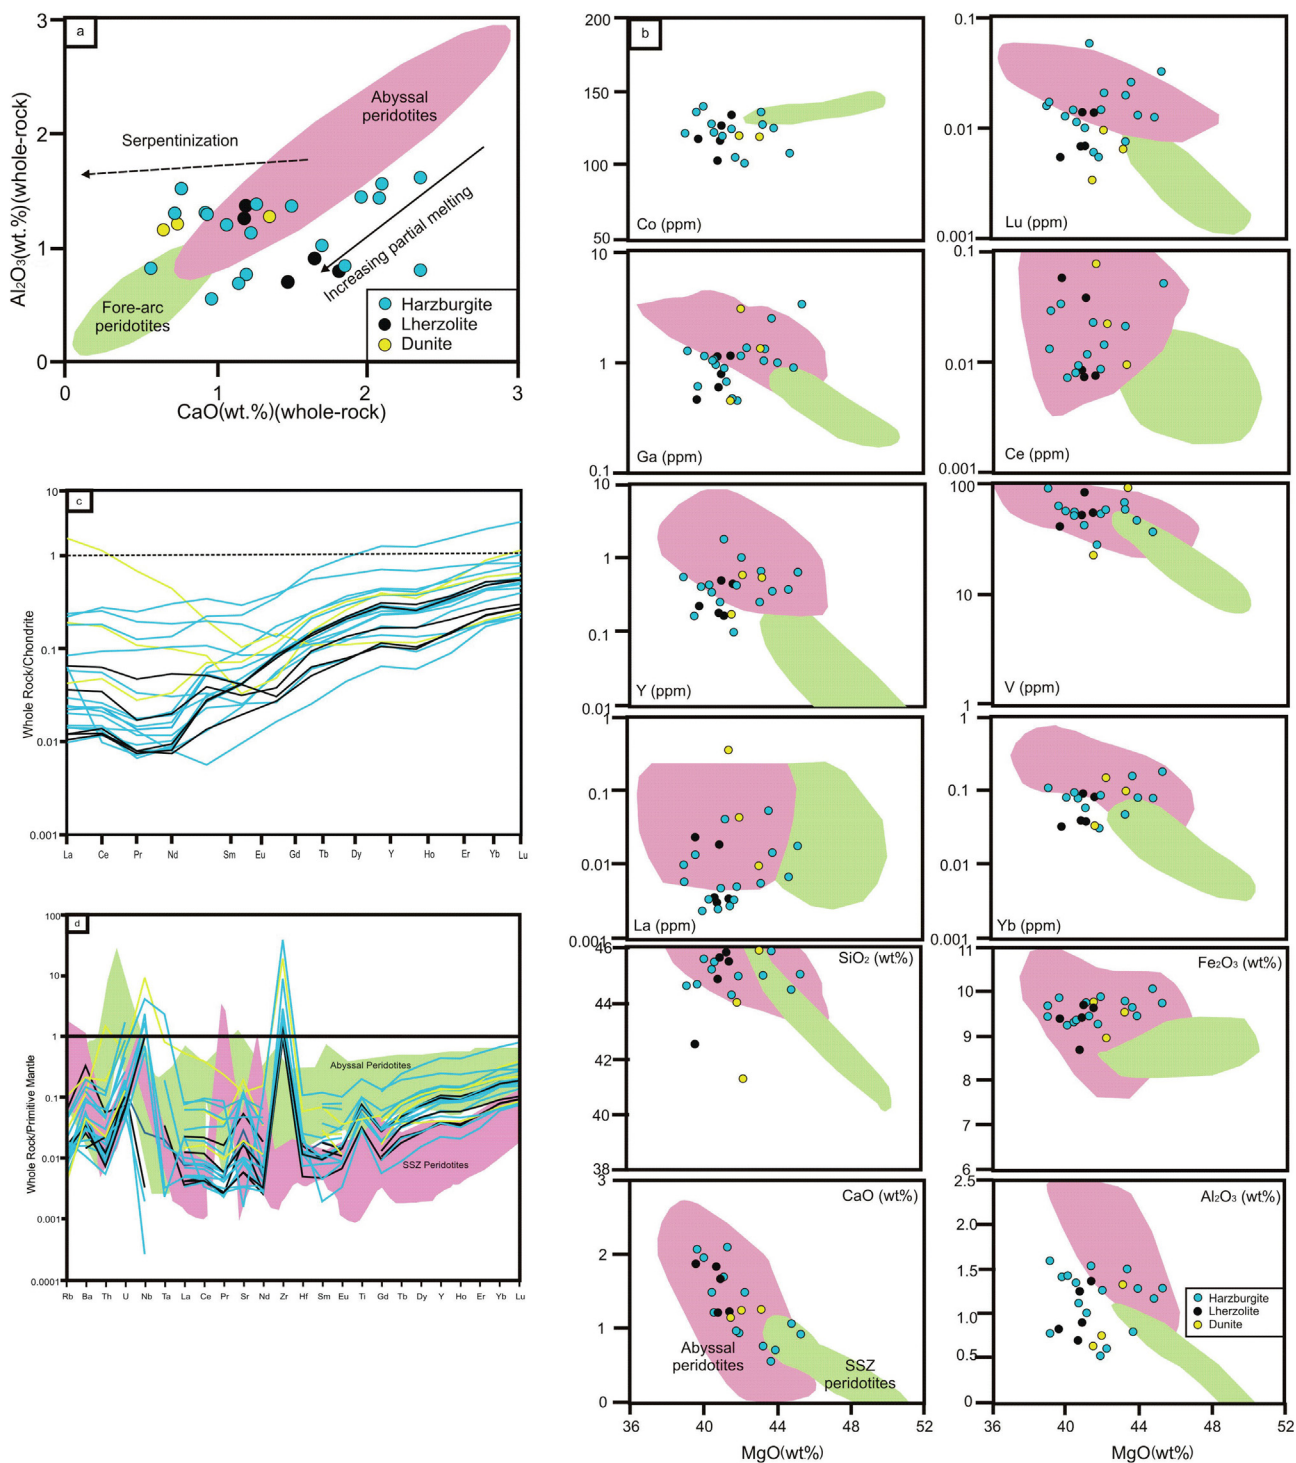 a
3
2
1
0
Al₂O₃(wt.%)(whole-rock)
Abyssal
peridotites
Serpentinization
Increasing partial melting
Fore-arc
peridotites
Harzburgite
Lherzolite
Dunite
0
1
2
3
CaO(wt.%)(whole-rock)
b
200
150
100
50
Co (ppm)
0.1
0.01
0.001
Lu (ppm)
10
1
0.1
Ga (ppm)
0.1
0.01
0.001
Ce (ppm)
10
1
0.1
0.01
Y (ppm)
100
10
1
V (ppm)
1
0.1
0.01
0.001
La (ppm)
1
0.1
0.01
0.001
Yb (ppm)
46
44
42
40
38
SiO₂ (wt%)
11
10
9
8
7
6
Fe₂O₃ (wt%)
3
2
1
0
CaO (wt%)
Abyssal
peridotites
SSZ
peridotites
36
40
44
48
52
MgO(wt%)
2.5
2.0
1.5
1.0
0.5
0
Al₂O₃ (wt%)
Harzburgite
Lherzolite
Dunite
36
40
44
48
52
MgO(wt%)
c
10
1
0.1
0.01
0.001
Whole Rock/Chondrite
La Ce Pr Nd Sm Eu Gd Tb Dy Y Ho Er Yb Lu
d
100
10
1
0.1
0.01
0.001
0.0001
Whole Rock/Primitive Mantle
Abyssal Peridotites
SSZ Peridotites
Rb Ba Th U Nb Ta La Ce Pr Sr Nd Zr Hf Sm Eu Ti Gd Tb Dy Y Ho Er Yb Lu